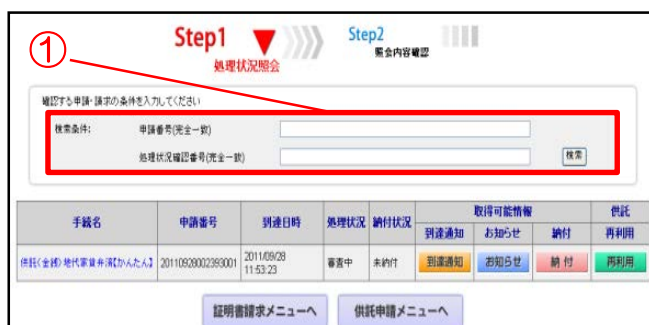 ①
Step1
処理状況照会
Step2
照会内容確認
確認する申請・請求の条件を入力してください
検索条件:
申請番号(完全一致)
処理状況確認番号(完全一致)
検索
手続名 申請番号 到達日時 処理状況 納付状況 取得可能情報 供託
到達通知 お知らせ 納付 再利用
供託(金銭)地代家賃弁済【かんたん】 20110928002393001 2011/09/28 11:53:23 審査中 未納付 到達通知 お知らせ 納付 再利用
証明書請求メニューへ 供託申請メニューへ